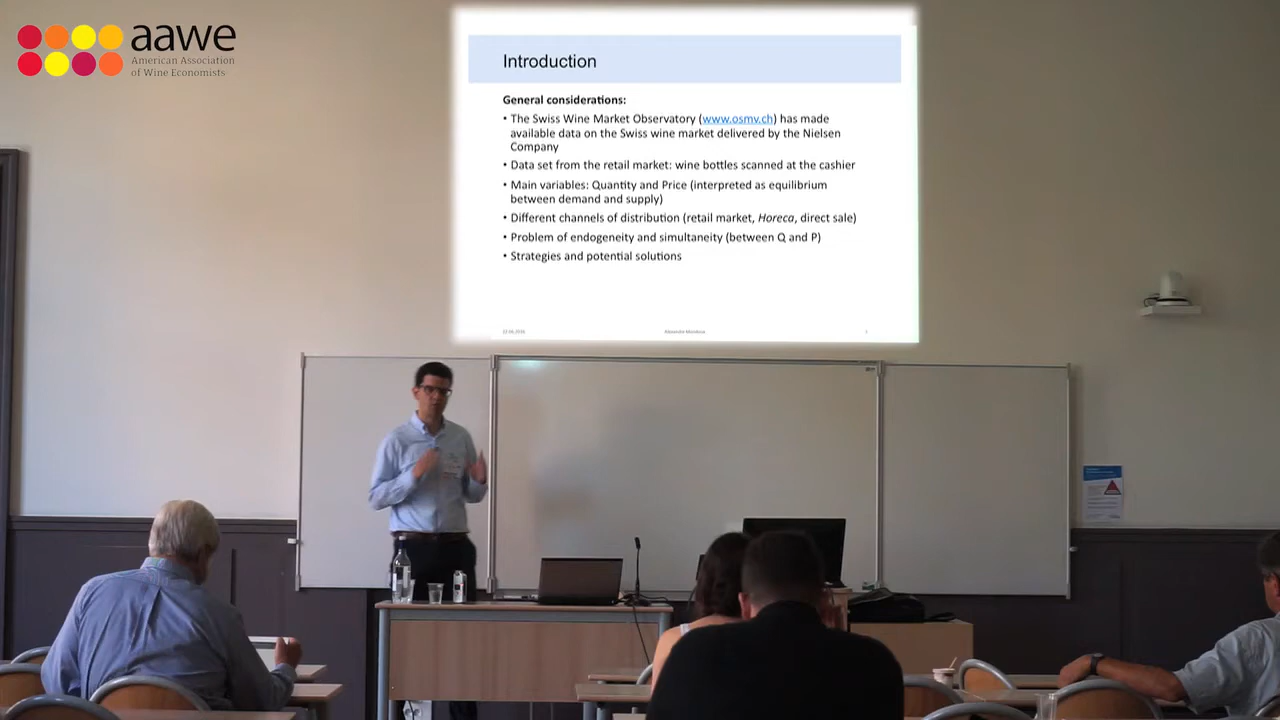 aawe
American Association
of Wine Economists
Introduction
General considerations:
• The Swiss Wine Market Observatory (www.osmv.ch) has made
available data on the Swiss wine market delivered by the Nielsen
Company
• Data set from the retail market: wine bottles scanned at the cashier
• Main variables: Quantity and Price (interpreted as equilibrium
between demand and supply)
• Different channels of distribution (retail market, Horeca, direct sale)
• Problem of endogeneity and simultaneity (between Q and P)
• Strategies and potential solutions